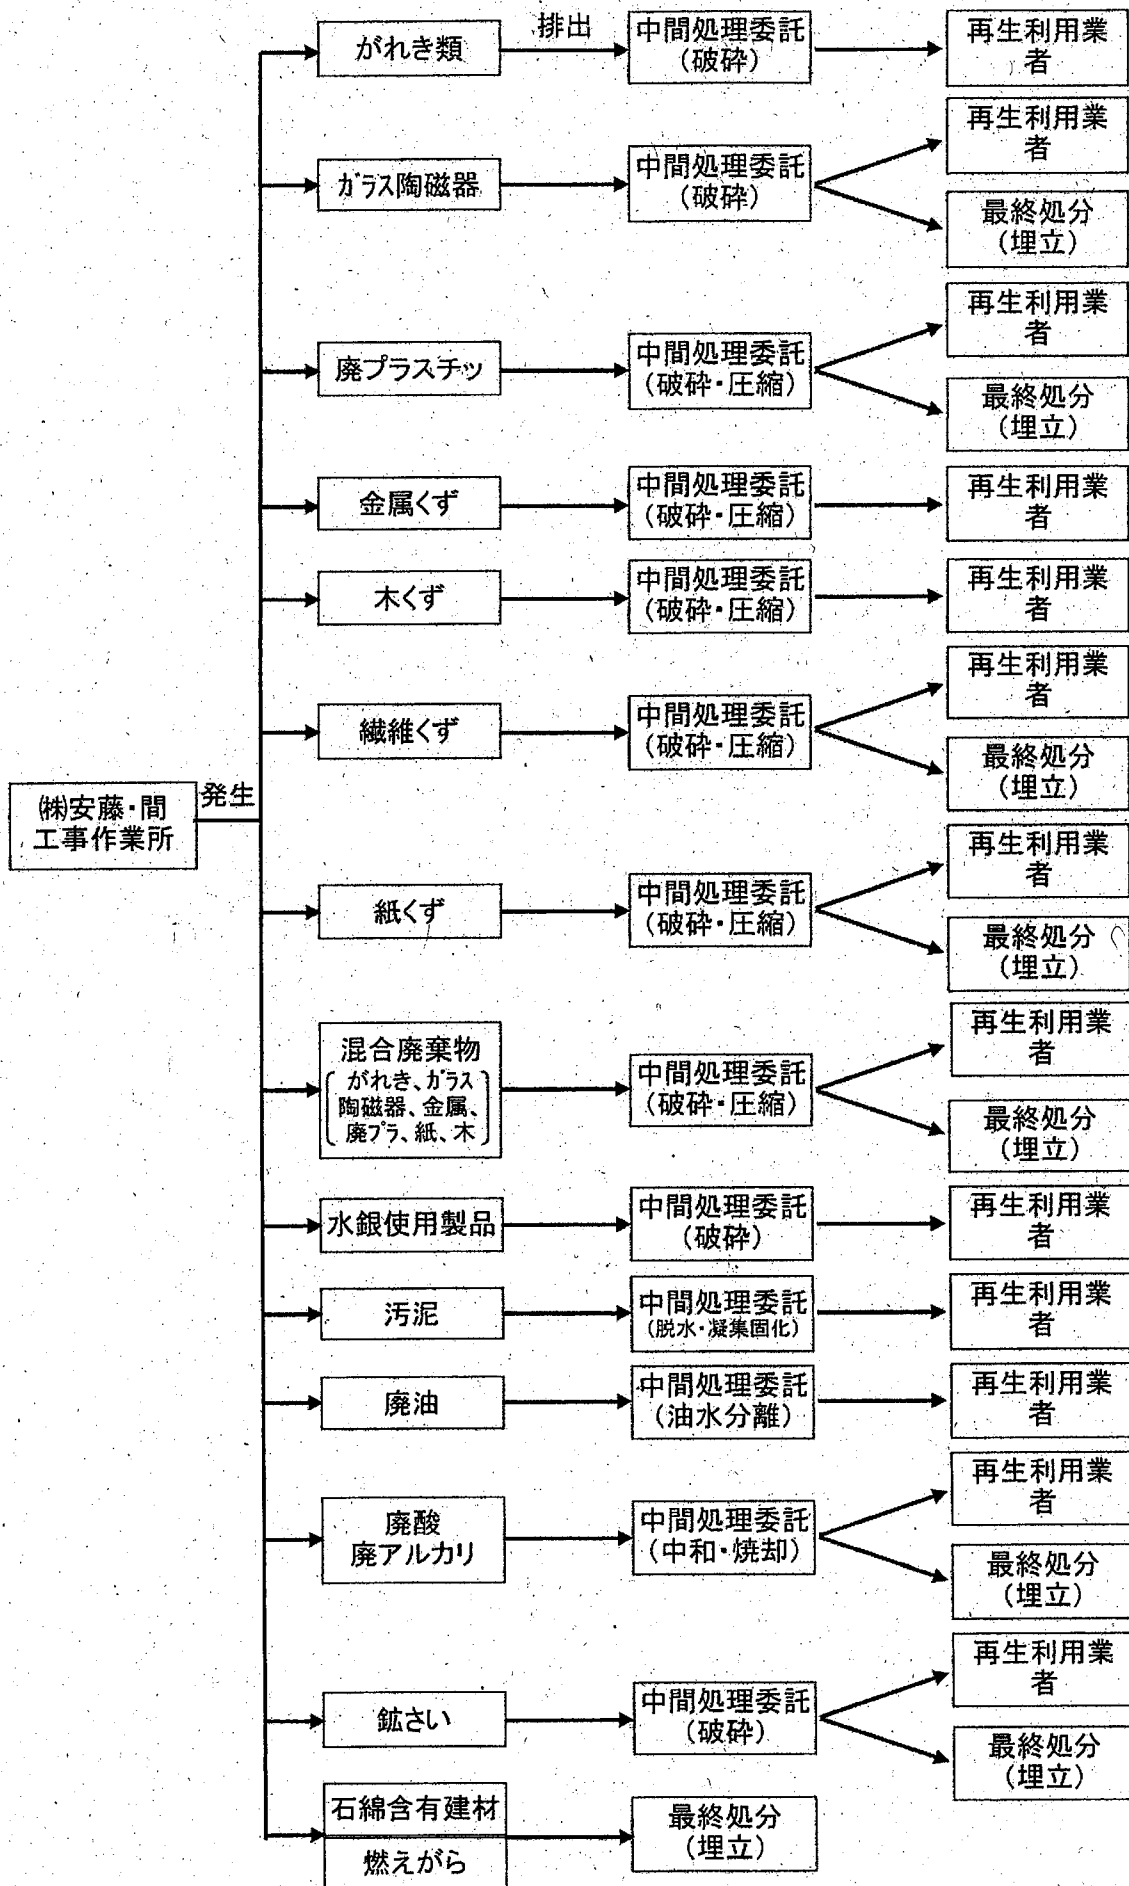 ㈱安藤・間
工事作業所
発生
がれき類
排出
中間処理委託
(破砕)
再生利用業
者
ガラス陶磁器
中間処理委託
(破砕)
再生利用業
者
最終処分
(埋立)
廃プラスチッ
中間処理委託
(破砕・圧縮)
再生利用業
者
最終処分
(埋立)
金属くず
中間処理委託
(破砕・圧縮)
再生利用業
者
木くず
中間処理委託
(破砕・圧縮)
再生利用業
者
繊維くず
中間処理委託
(破砕・圧縮)
再生利用業
者
最終処分
(埋立)
紙くず
中間処理委託
(破砕・圧縮)
再生利用業
者
最終処分
(埋立)
混合廃棄物
がれき、ガラス
陶磁器、金属、
廃プラ、紙、木
中間処理委託
(破砕・圧縮)
再生利用業
者
最終処分
(埋立)
水銀使用製品
中間処理委託
(破砕)
再生利用業
者
汚泥
中間処理委託
(脱水・凝集固化)
再生利用業
者
廃油
中間処理委託
(油水分離)
再生利用業
者
廃酸
廃アルカリ
中間処理委託
(中和・焼却)
再生利用業
者
最終処分
(埋立)
鉱さい
中間処理委託
(破砕)
再生利用業
者
最終処分
(埋立)
石綿含有建材
燃えがら
最終処分
(埋立)